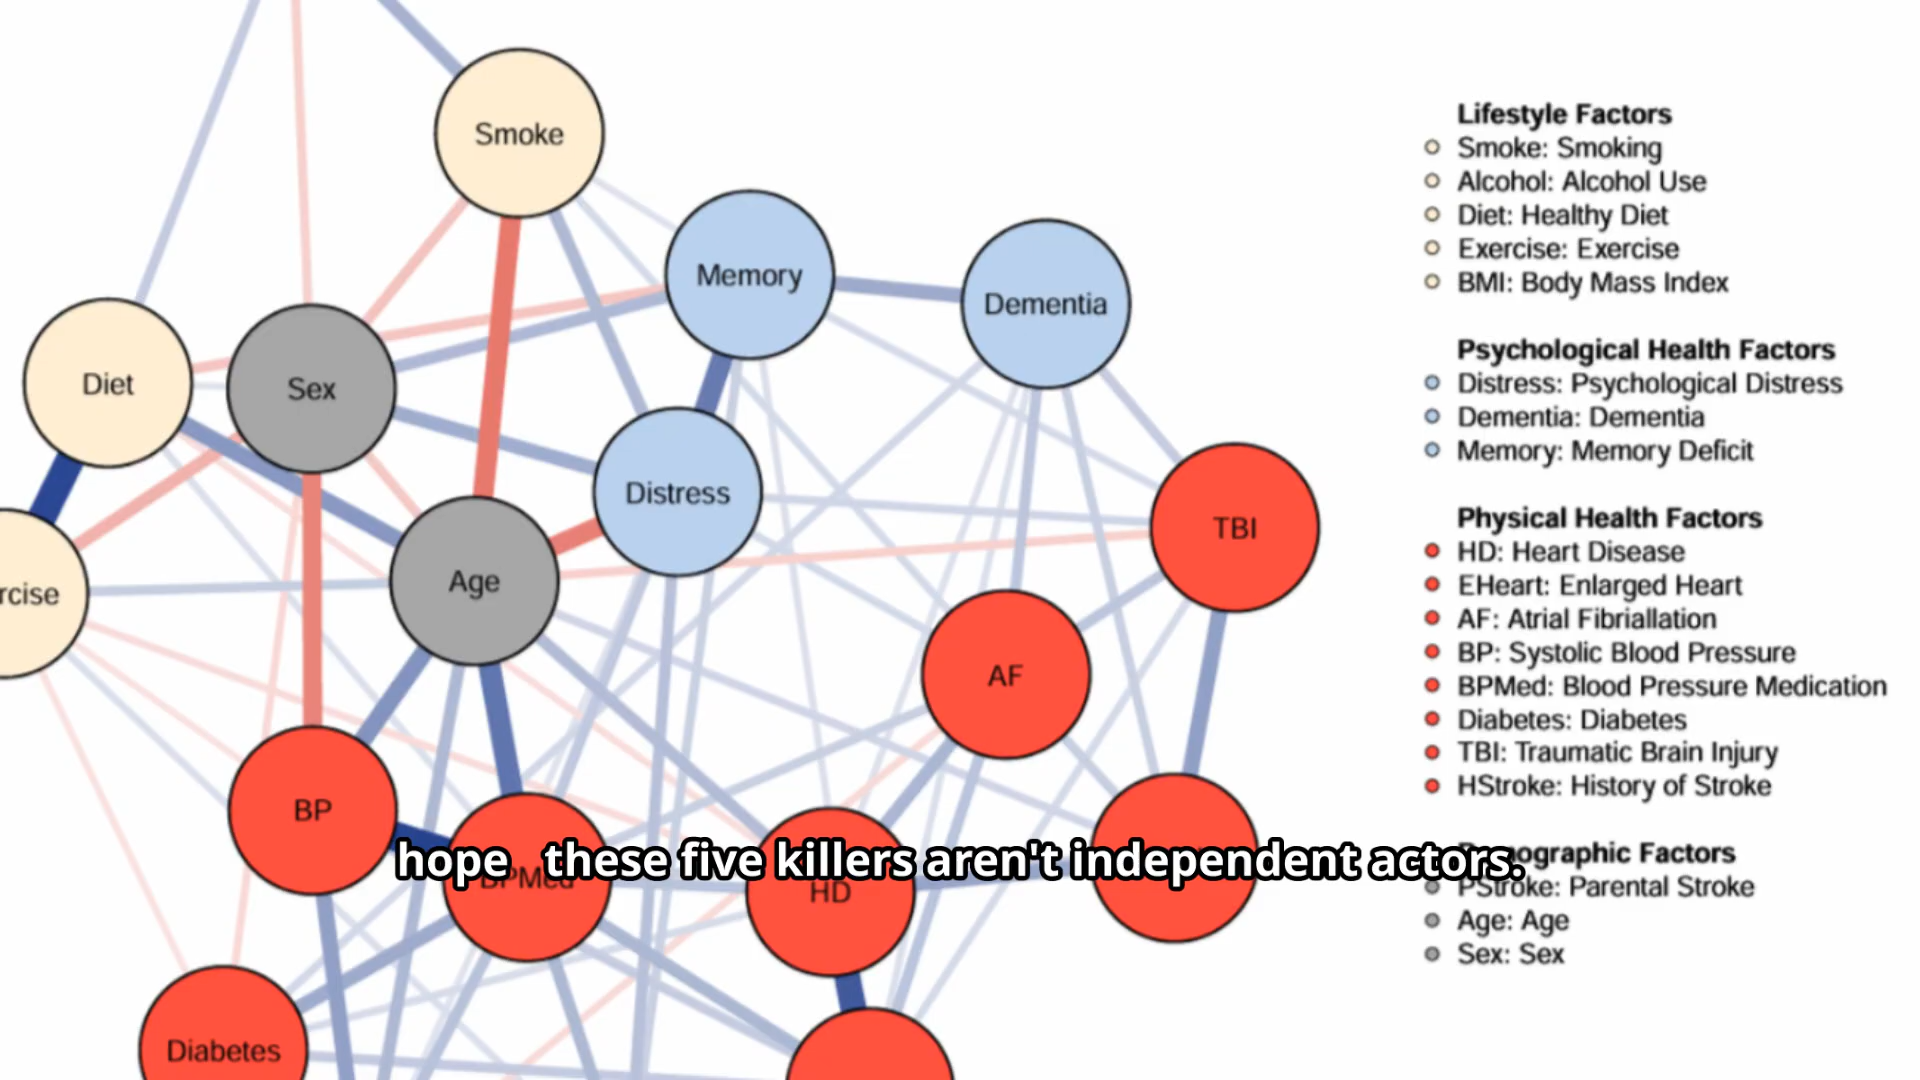 Smoke
Memory
Dementia
Diet
Sex
Distress
TBI
Age
rcise
AF
BP
BPMed
HD
Diabetes
Lifestyle Factors
Smoke: Smoking
Alcohol: Alcohol Use
Diet: Healthy Diet
Exercise: Exercise
BMI: Body Mass Index
Psychological Health Factors
Distress: Psychological Distress
Dementia: Dementia
Memory: Memory Deficit
Physical Health Factors
HD: Heart Disease
EHeart: Enlarged Heart
AF: Atrial Fibriallation
BP: Systolic Blood Pressure
BPMed: Blood Pressure Medication
Diabetes: Diabetes
TBI: Traumatic Brain Injury
HStroke: History of Stroke
Demographic Factors
PStroke: Parental Stroke
Age: Age
Sex: Sex
hope these five killers aren't independent actors.